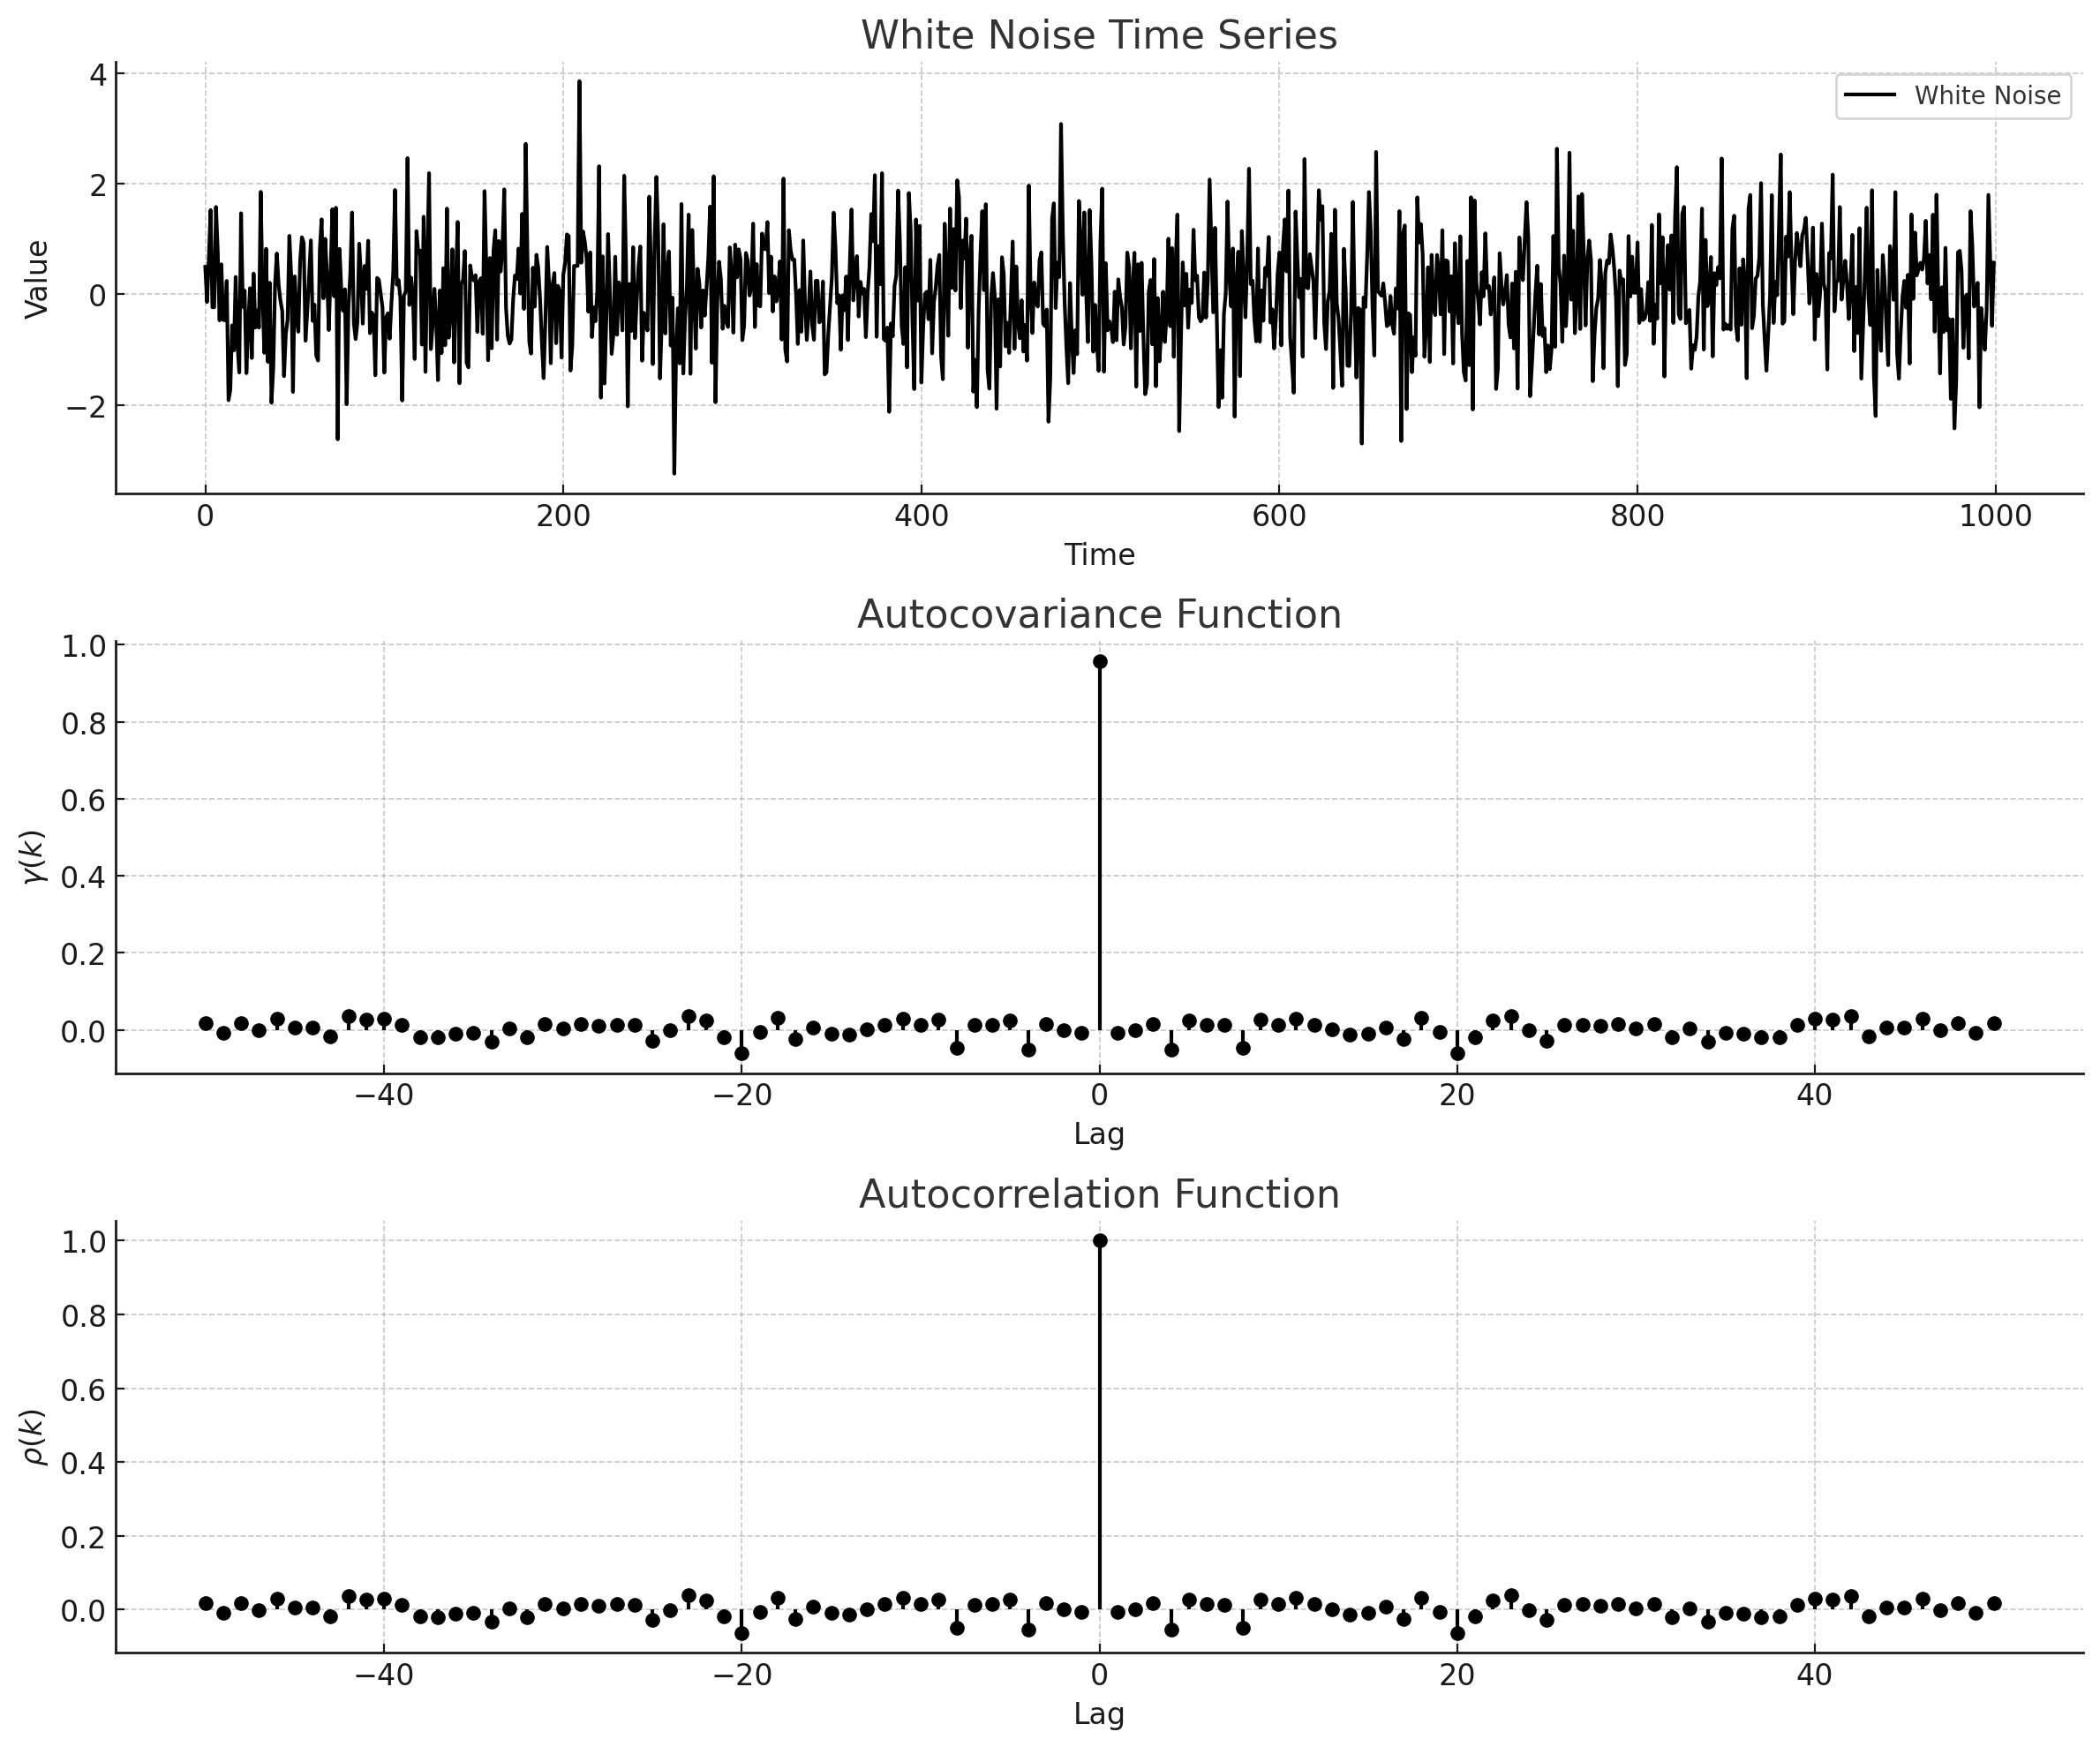 White Noise Time Series
4
2
0
−2
Value
White Noise
0 200 400 600 800 1000
Time
Autocovariance Function
1.0
0.8
0.6
0.4
0.2
0.0
γ(k)
−40 −20 0 20 40
Lag
Autocorrelation Function
1.0
0.8
0.6
0.4
0.2
0.0
ρ(k)
−40 −20 0 20 40
Lag